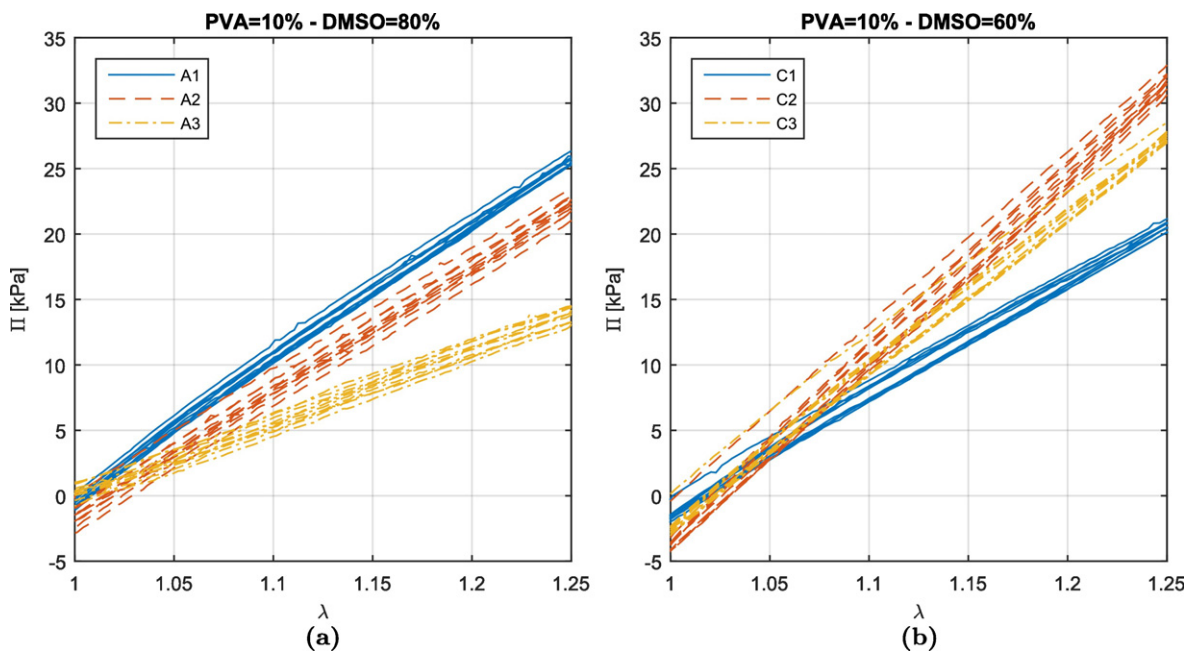 PVA=10% - DMSO=80%
35
30
25
20
15
10
5
0
-5
Π [kPa]
A1
A2
A3
1
1.05
1.1
1.15
1.2
1.25
λ
(a)
PVA=10% - DMSO=60%
35
30
25
20
15
10
5
0
-5
Π [kPa]
C1
C2
C3
1
1.05
1.1
1.15
1.2
1.25
λ
(b)